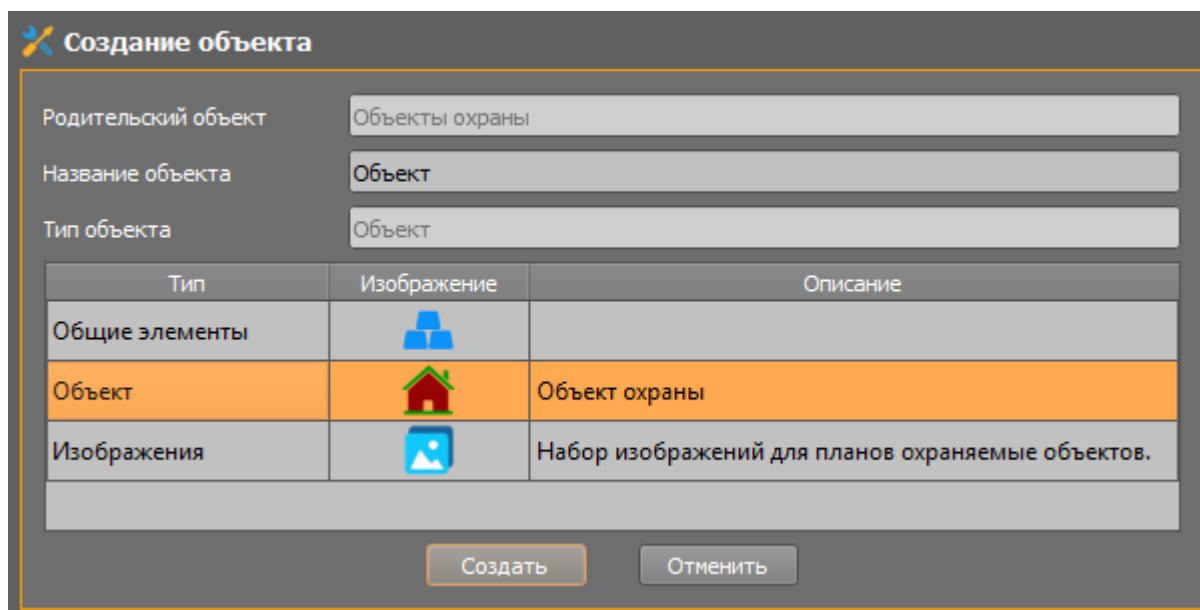 Создание объекта
Родительский объект Объекты охраны
Название объекта Объект
Тип объекта Объект
Тип Изображение Описание
Общие элементы
Объект Объект охраны
Изображения Набор изображений для планов охраняемые объектов.
Создать Отменить